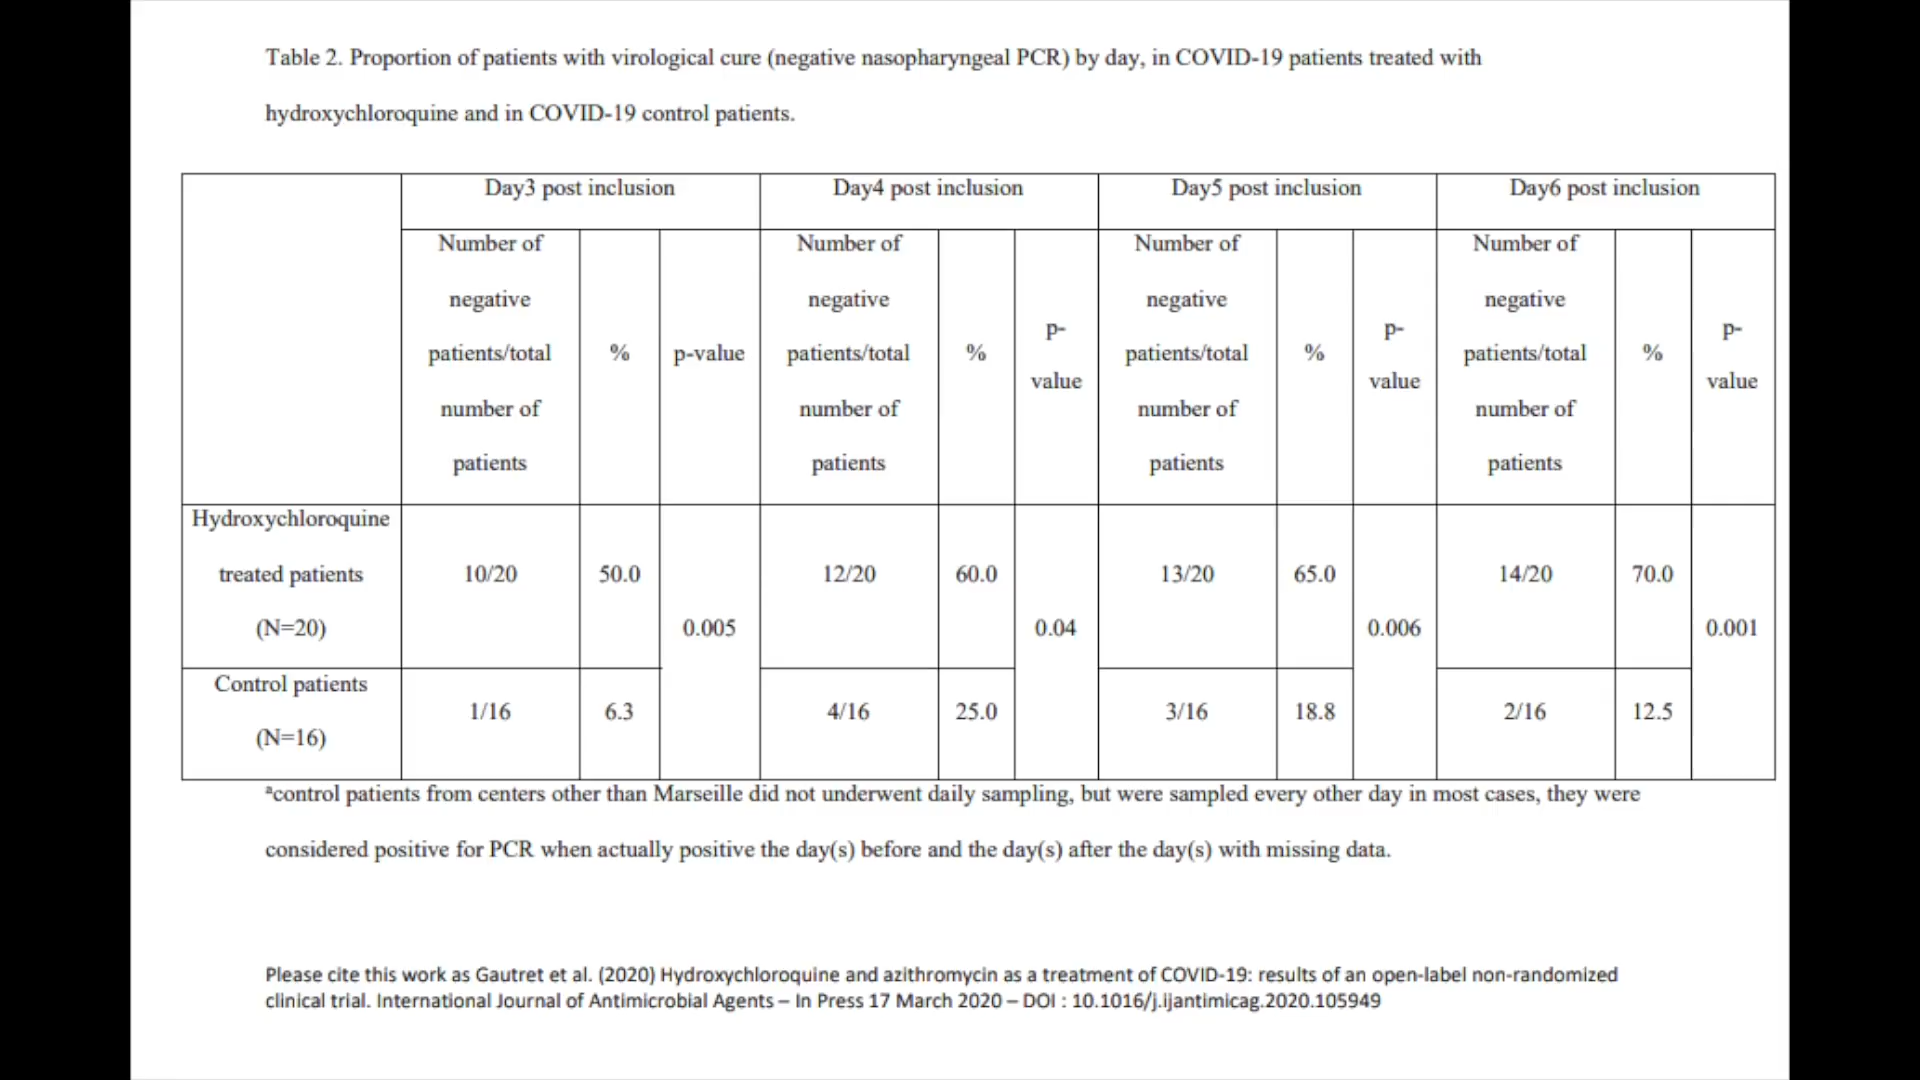 Table 2. Proportion of patients with virological cure (negative nasopharyngeal PCR) by day, in COVID-19 patients treated with
hydroxychloroquine and in COVID-19 control patients.
Day3 post inclusion
Day4 post inclusion
Day5 post inclusion
Day6 post inclusion
Number of
negative
patients/total
number of
patients
%
p-value
Number of
negative
patients/total
number of
patients
%
p-
value
Number of
negative
patients/total
number of
patients
%
p-
value
Number of
negative
patients/total
number of
patients
%
p-
value
Hydroxychloroquine
treated patients
(N=20)
10/20
50.0
0.005
12/20
60.0
0.04
13/20
65.0
0.006
14/20
70.0
0.001
Control patients
(N=16)
1/16
6.3
4/16
25.0
3/16
18.8
2/16
12.5
ᵃcontrol patients from centers other than Marseille did not underwent daily sampling, but were sampled every other day in most cases, they were
considered positive for PCR when actually positive the day(s) before and the day(s) after the day(s) with missing data.
Please cite this work as Gautret et al. (2020) Hydroxychloroquine and azithromycin as a treatment of COVID-19: results of an open-label non-randomized
clinical trial. International Journal of Antimicrobial Agents – In Press 17 March 2020 – DOI : 10.1016/j.ijantimicag.2020.105949